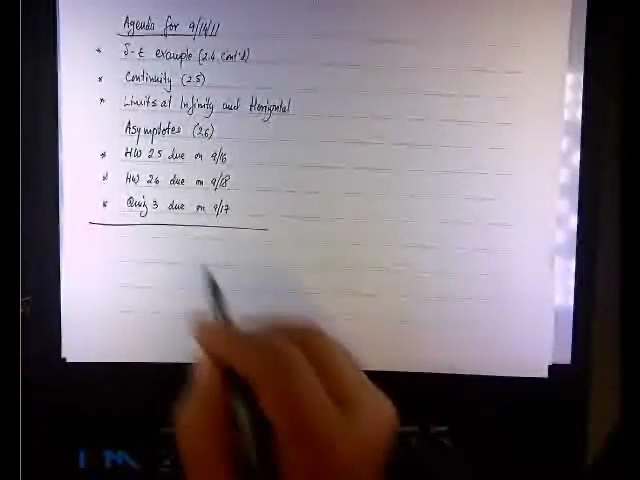 Agenda for 9/14/11
* δ-ε example (2.4 cont'd)
* Continuity (2.5)
* Limits at Infinity and Horizontal
Asymptotes (2.6)
* HW 2.5 due on 9/16
* HW 2.6 due on 9/18
* Quiz 3 due on 9/17